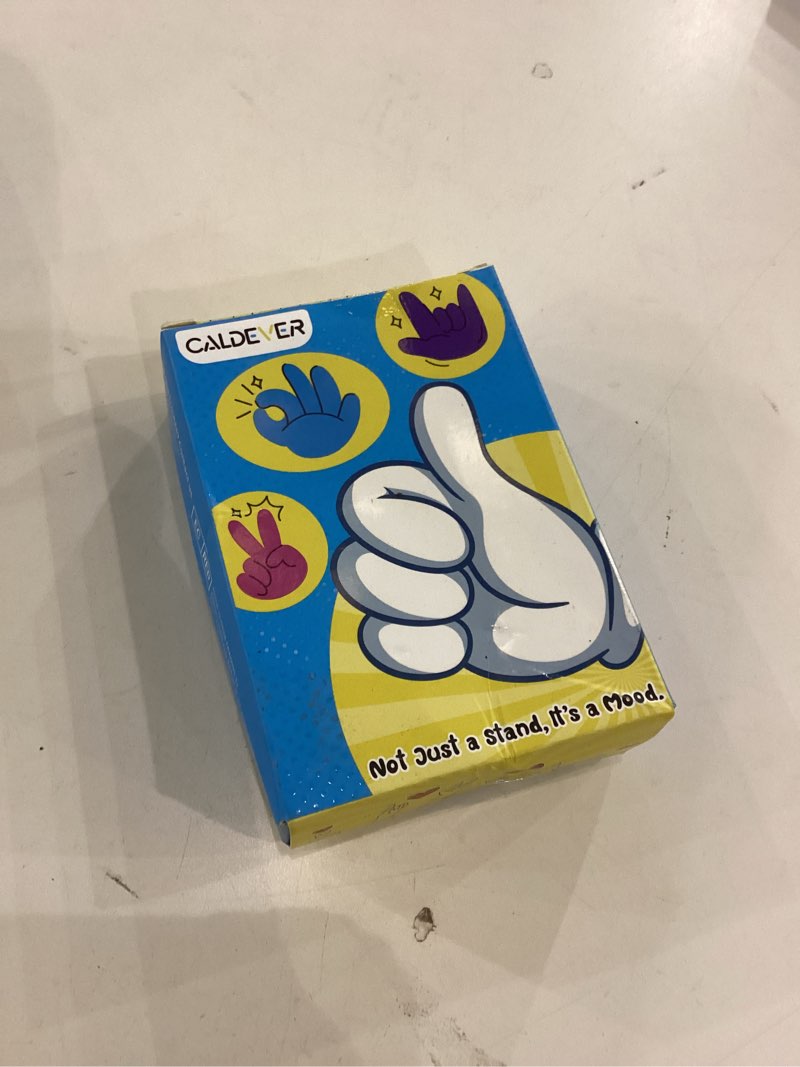 CALDEVER
Not Just a Stand, It's a Mood.